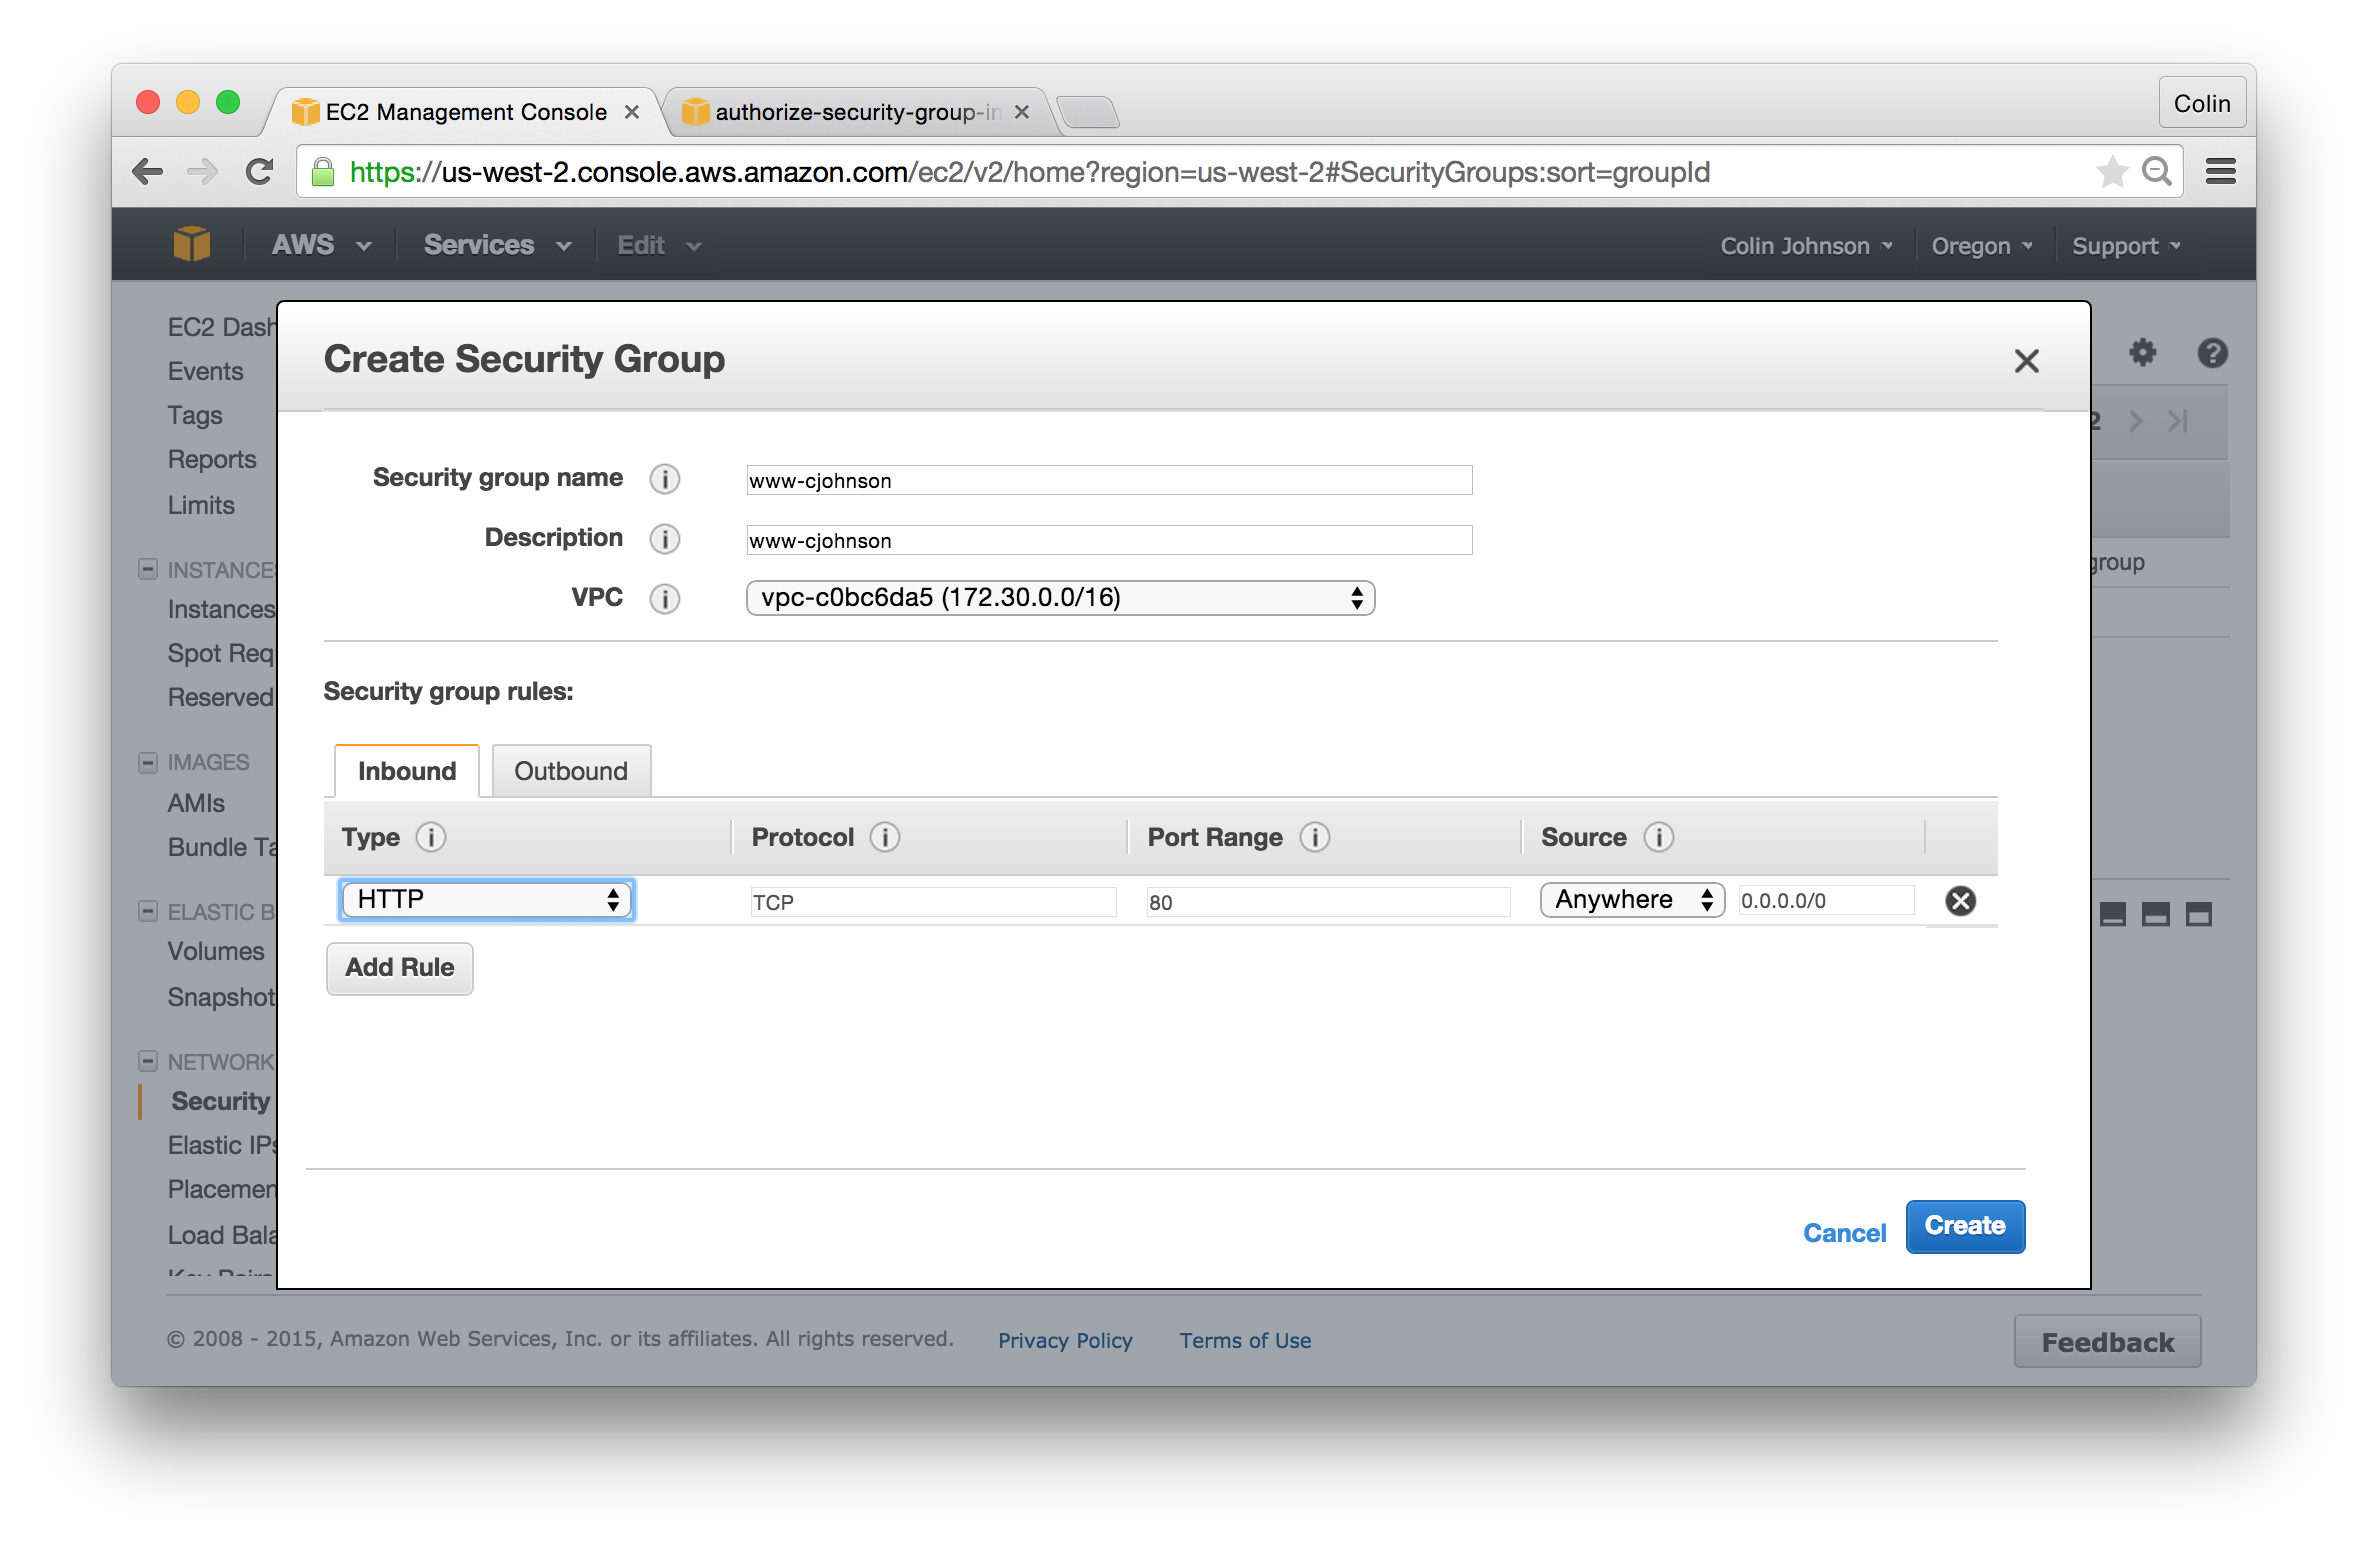 EC2 Management Console
authorize-security-group-in
Colin
https://us-west-2.console.aws.amazon.com/ec2/v2/home?region=us-west-2#SecurityGroups:sort=groupId
AWS Services Edit Colin Johnson Oregon Support
EC2 Dash
Events
Tags
Reports
Limits
INSTANCES
Instances
Spot Req
Reserved
IMAGES
AMIs
Bundle Ta
ELASTIC B
Volumes
Snapshot
NETWORK
Security
Elastic IPs
Placemen
Load Bala
Key Pairs
Create Security Group
Security group name www-cjohnson
Description www-cjohnson
VPC vpc-c0bc6da5 (172.30.0.0/16)
Security group rules:
Inbound Outbound
Type Protocol Port Range Source
HTTP TCP 80 Anywhere 0.0.0.0/0
Add Rule
Cancel Create
2
group
© 2008 - 2015, Amazon Web Services, Inc. or its affiliates. All rights reserved. Privacy Policy Terms of Use
Feedback